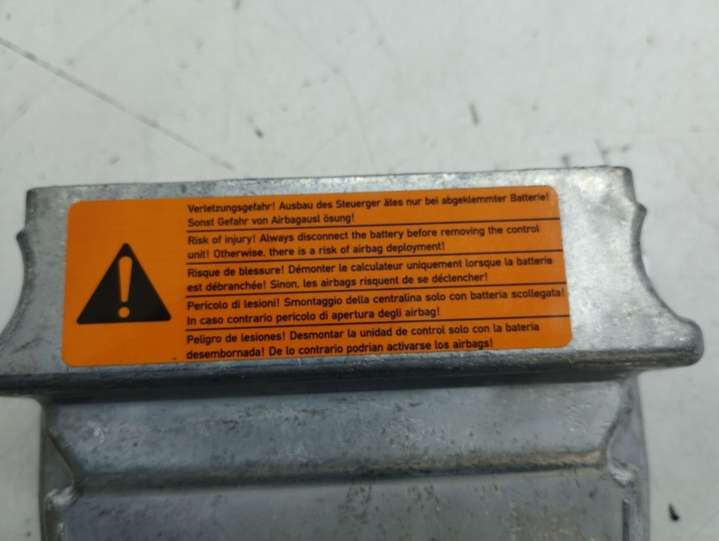 Verletzungsgefahr! Ausbau des Steuerger ätes nur bei abgeklemmter Batterie!
Sonst Gefahr von Airbagausl ösung!
Risk of injury! Always disconnect the battery before removing the control
unit! Otherwise, there is a risk of airbag deployment!
Risque de blessure! Démonter le calculateur uniquement lorsque la batterie
est débranchée! Sinon, les airbags risquent de se déclencher!
Pericolo di lesioni! Smontaggio della centralina solo con batteria scollegata!
In caso contrario pericolo di apertura degli airbag!
Peligro de lesiones! Desmontar la unidad de control solo con la bateria
desembornada! De lo contrario podrian activarse los airbags!